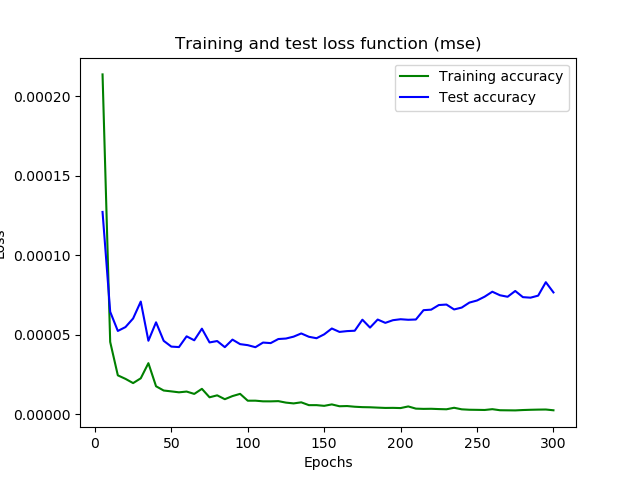 Training and test loss function (mse)
Training accuracy
Test accuracy
0.00020
0.00015
0.00010
0.00005
0.00000
Loss
0
50
100
150
200
250
300
Epochs